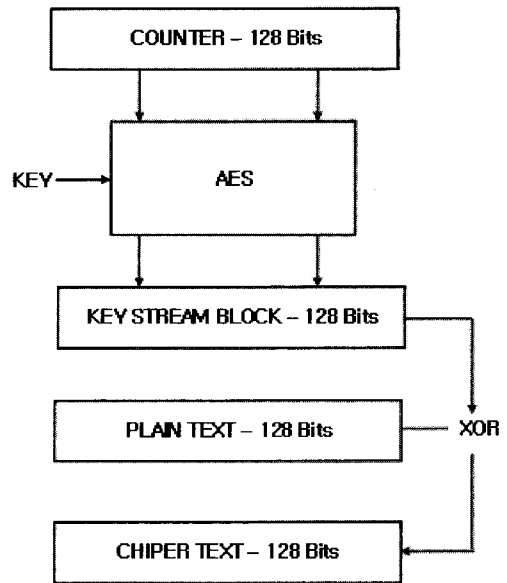 COUNTER – 128 Bits
KEY
AES
KEY STREAM BLOCK – 128 Bits
PLAIN TEXT – 128 Bits
XOR
CHIPER TEXT – 128 Bits